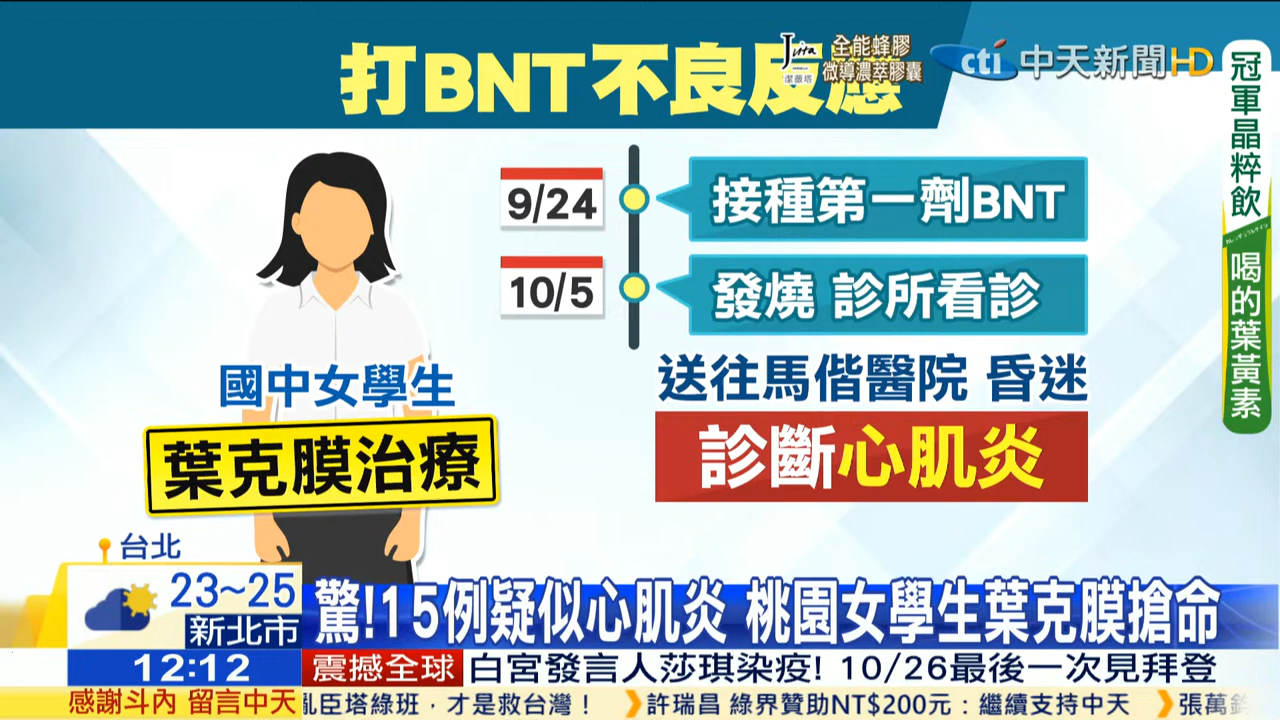 打BNT不良反應
Jvita
潔薇塔
全能蜂膠
微導濃萃膠囊
cti 中天新聞HD
冠軍晶粹飲
喝的葉黃素
9/24
接種第一劑BNT
10/5
發燒 診所看診
送往馬偕醫院 昏迷
診斷心肌炎
國中女學生
葉克膜治療
台北
23~25
新北市
驚!15例疑似心肌炎 桃園女學生葉克膜搶命
12:12
震撼全球 白宮發言人莎琪染疫! 10/26最後一次見拜登
感謝斗內 留言中天
亂臣塔綠班，才是救台灣！ 》許瑞昌 綠界贊助NT$200元：繼續支持中天 》張萬